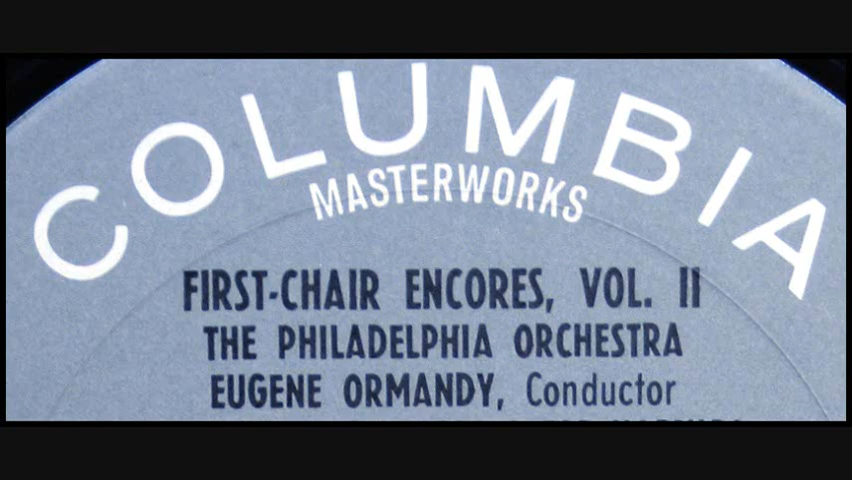 COLUMBIA
MASTERWORKS
FIRST-CHAIR ENCORES, VOL. II
THE PHILADELPHIA ORCHESTRA
EUGENE ORMANDY, Conductor